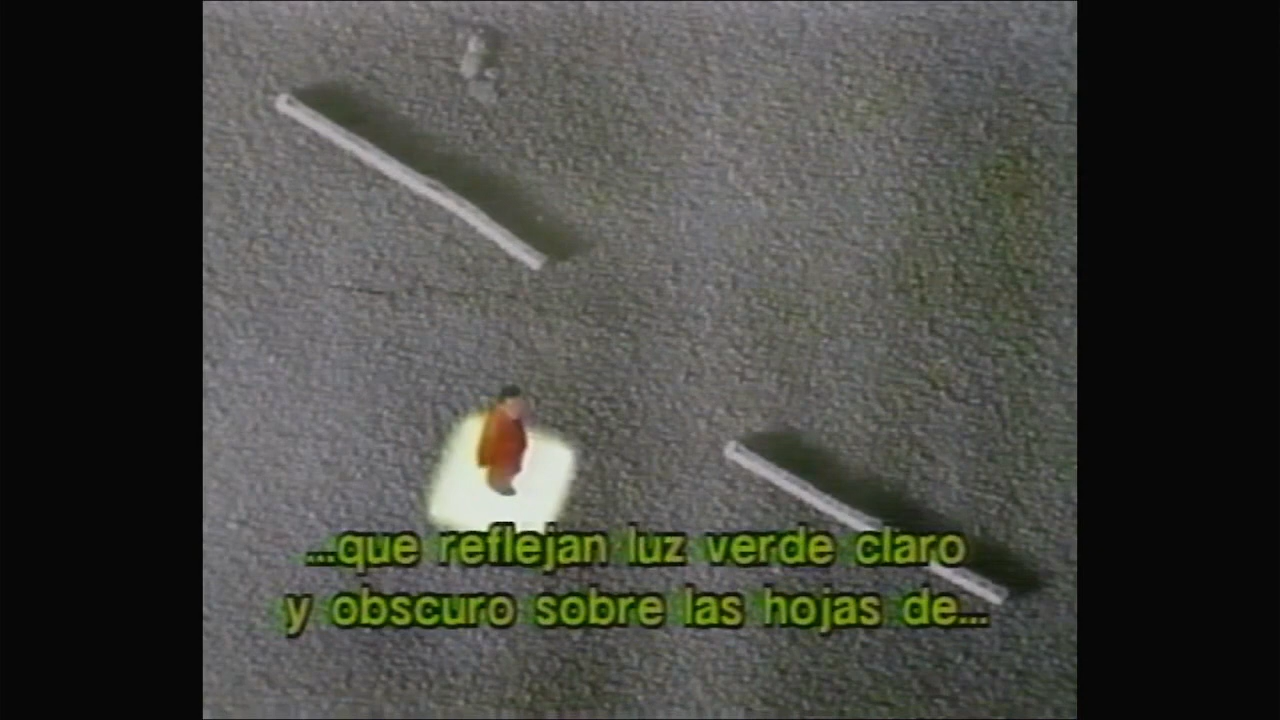 ...que reflejan luz verde claro
y obscuro sobre las hojas de...